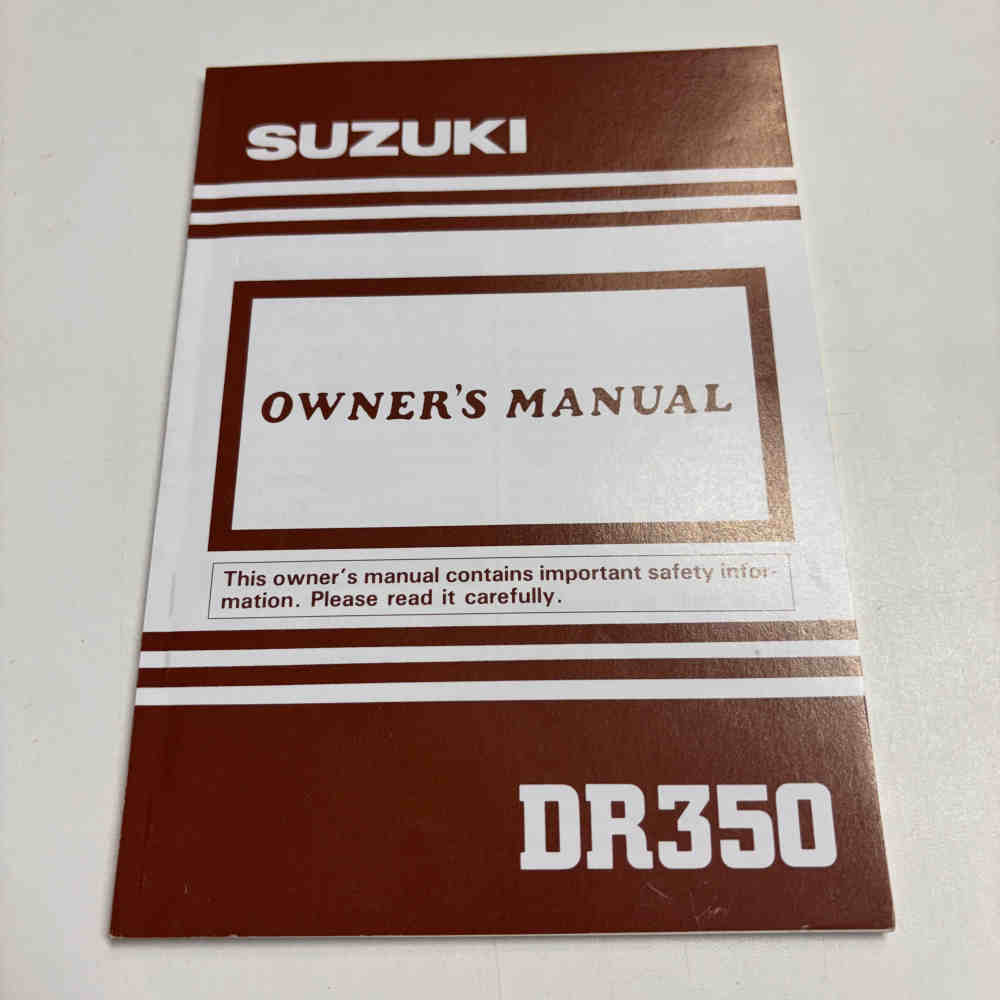 SUZUKI
OWNER'S MANUAL
This owner's manual contains important safety infor-
mation. Please read it carefully.
DR350